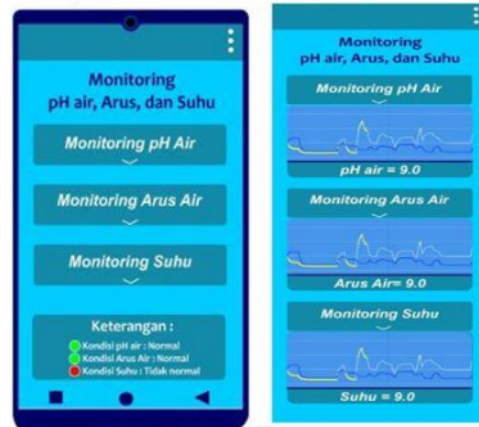 Monitoring
pH air, Arus, dan Suhu
Monitoring pH Air
Monitoring Arus Air
Monitoring Suhu
Keterangan :
Kondisi pH air : Normal
Kondisi Arus Air : Normal
Kondisi Suhu : Tidak normal
Monitoring
pH air, Arus, dan Suhu
Monitoring pH Air
pH air = 9.0
Monitoring Arus Air
Arus Air= 9.0
Monitoring Suhu
Suhu = 9.0